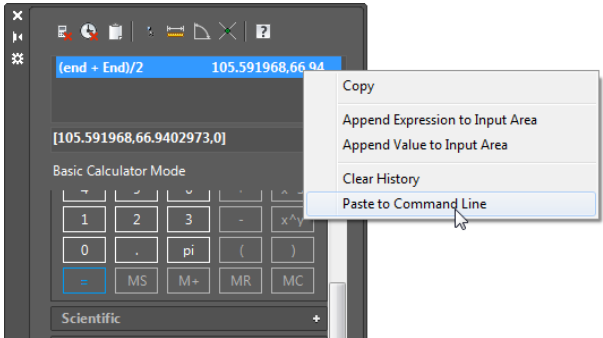 (end + End)/2 105.591968,66.94
[105.591968,66.9402973,0]
Basic Calculator Mode
1 2 3 - x^y
0 . pi ( )
= MS M+ MR MC
Scientific +
Copy
Append Expression to Input Area
Append Value to Input Area
Clear History
Paste to Command Line